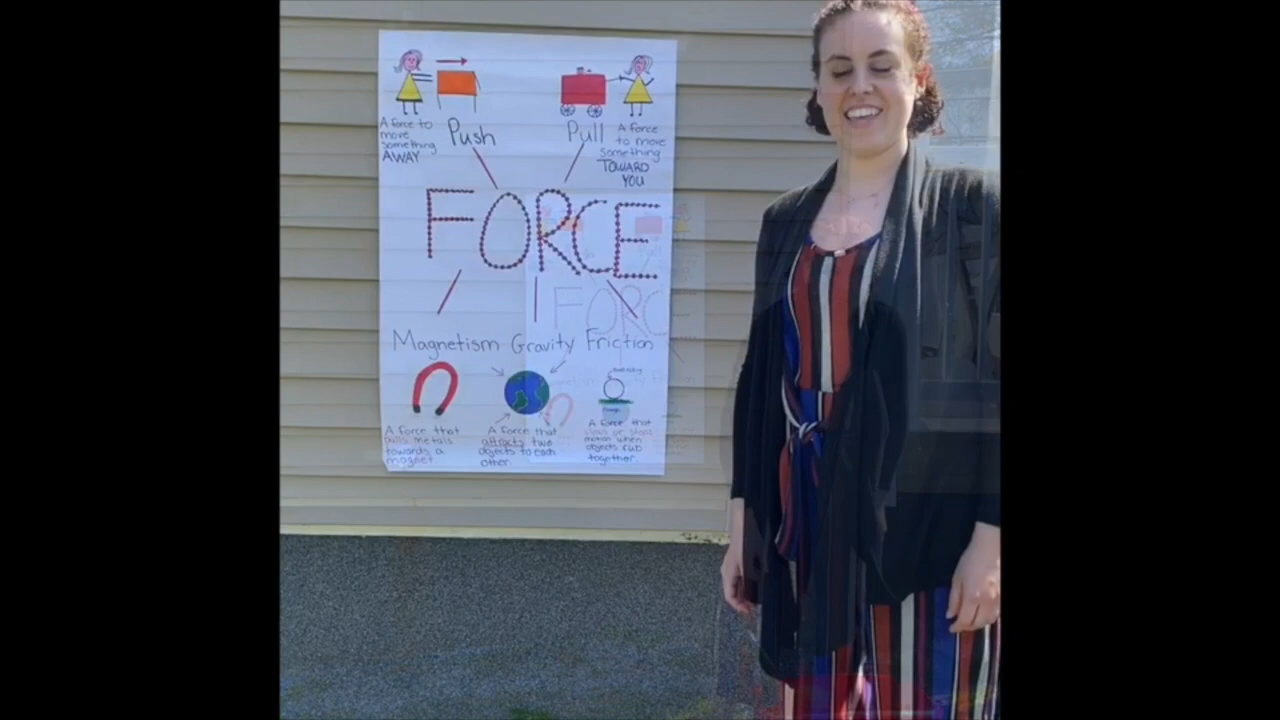 A force to
move
something
AWAY
Push
Pull
A force
to move
something
TOWARD
YOU
FORCE
Magnetism Gravity Friction
A force that
pulls metals
towards a
magnet
A force that
attracts two
objects to each
other.
A force that
slows or stops
motion when
objects rub
together.
FORC